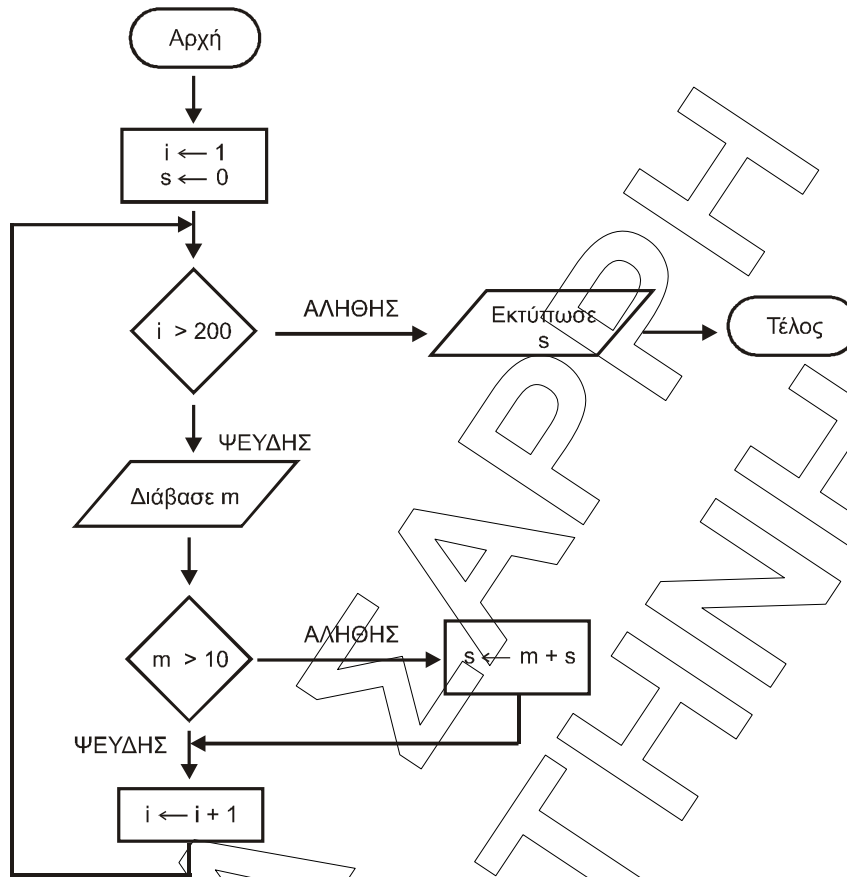 Αρχή
i ← 1
s ← 0
i > 200
ΑΛΗΘΗΣ
Εκτύπωσε
s
Τέλος
ΨΕΥΔΗΣ
Διάβασε m
m > 10
ΑΛΗΘΗΣ
s ← m + s
ΨΕΥΔΗΣ
i ← i + 1